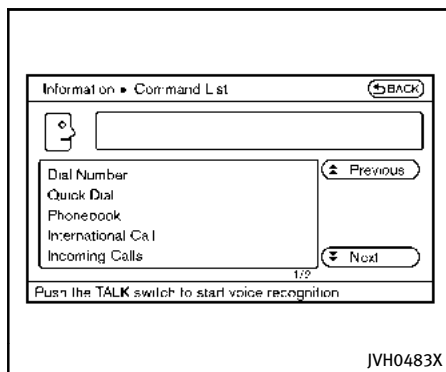 Information ▸ Command List
BACK
Dial Number
Previous
Quick Dial
Phonebook
International Call
Incoming Calls
Next
1/2
Push the TALK switch to start voice recognition
JVH0483X